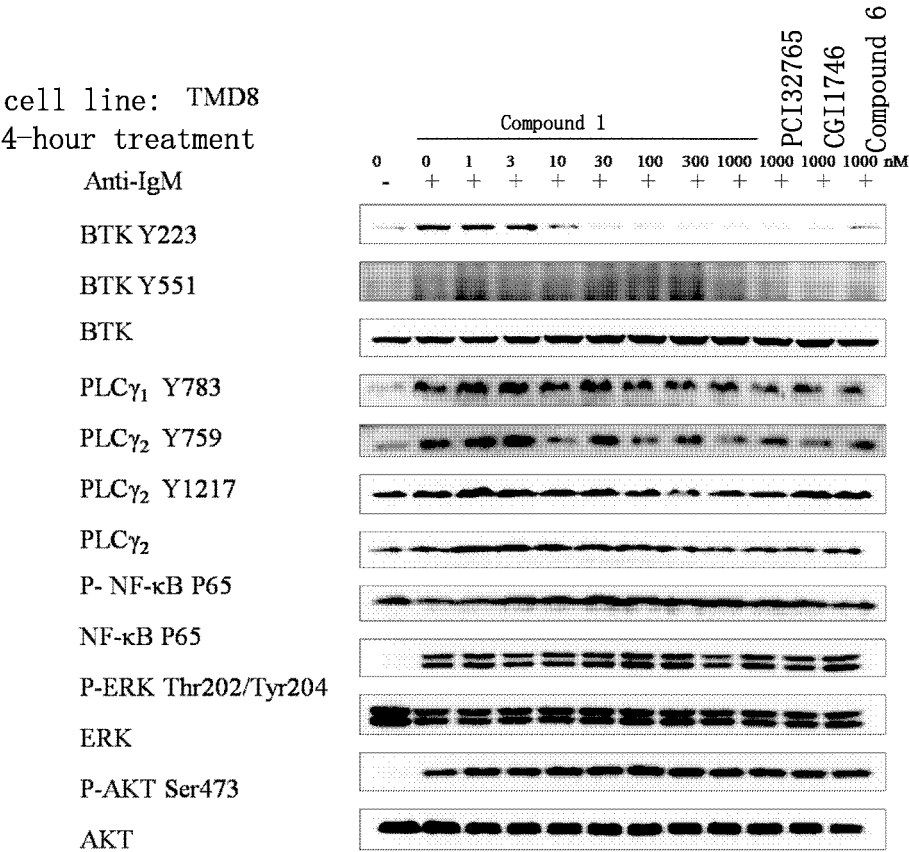 PCI32765
CGI1746
Compound 6
cell line: TMD8
4-hour treatment
Compound 1
0 0 1 3 10 30 100 300 1000 1000 1000 1000 nM
Anti-IgM - + + + + + + + + + + +
BTK Y223
BTK Y551
BTK
PLCγ1 Y783
PLCγ2 Y759
PLCγ2 Y1217
PLCγ2
P- NF-κB P65
NF-κB P65
P-ERK Thr202/Tyr204
ERK
P-AKT Ser473
AKT